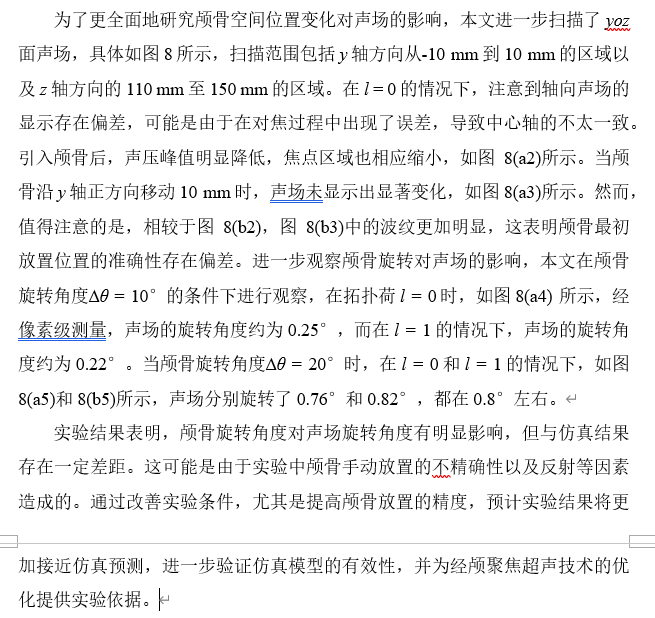 为了更全面地研究颅骨空间位置变化对声场的影响，本文进一步扫描了 yoz
面声场，具体如图 8 所示，扫描范围包括 y 轴方向从-10 mm 到 10 mm 的区域以
及 z 轴方向的 110 mm 至 150 mm 的区域。在 l = 0 的情况下，注意到轴向声场的
显示存在偏差，可能是由于在对焦过程中出现了误差，导致中心轴的不太一致。
引入颅骨后，声压峰值明显降低，焦点区域也相应缩小，如图 8(a2)所示。当颅
骨沿 y 轴正方向移动 10 mm 时，声场未显示出显著变化，如图 8(a3)所示。然而，
值得注意的是，相较于图 8(b2)，图 8(b3)中的波纹更加明显，这表明颅骨最初
放置位置的准确性存在偏差。进一步观察颅骨旋转对声场的影响，本文在颅骨
旋转角度Δθ = 10° 的条件下进行观察，在拓扑荷 l = 0 时，如图 8(a4) 所示，经
像素级测量，声场的旋转角度约为 0.25° ，而在 l = 1 的情况下，声场的旋转角
度约为 0.22° 。当颅骨旋转角度Δθ = 20° 时，在 l = 0 和 l = 1 的情况下，如图
8(a5)和 8(b5)所示，声场分别旋转了 0.76° 和 0.82° ，都在 0.8° 左右。
实验结果表明，颅骨旋转角度对声场旋转角度有明显影响，但与仿真结果
存在一定差距。这可能是由于实验中颅骨手动放置的不精确性以及反射等因素
造成的。通过改善实验条件，尤其是提高颅骨放置的精度，预计实验结果将更
加接近仿真预测，进一步验证仿真模型的有效性，并为经颅聚焦超声技术的优
化提供实验依据。